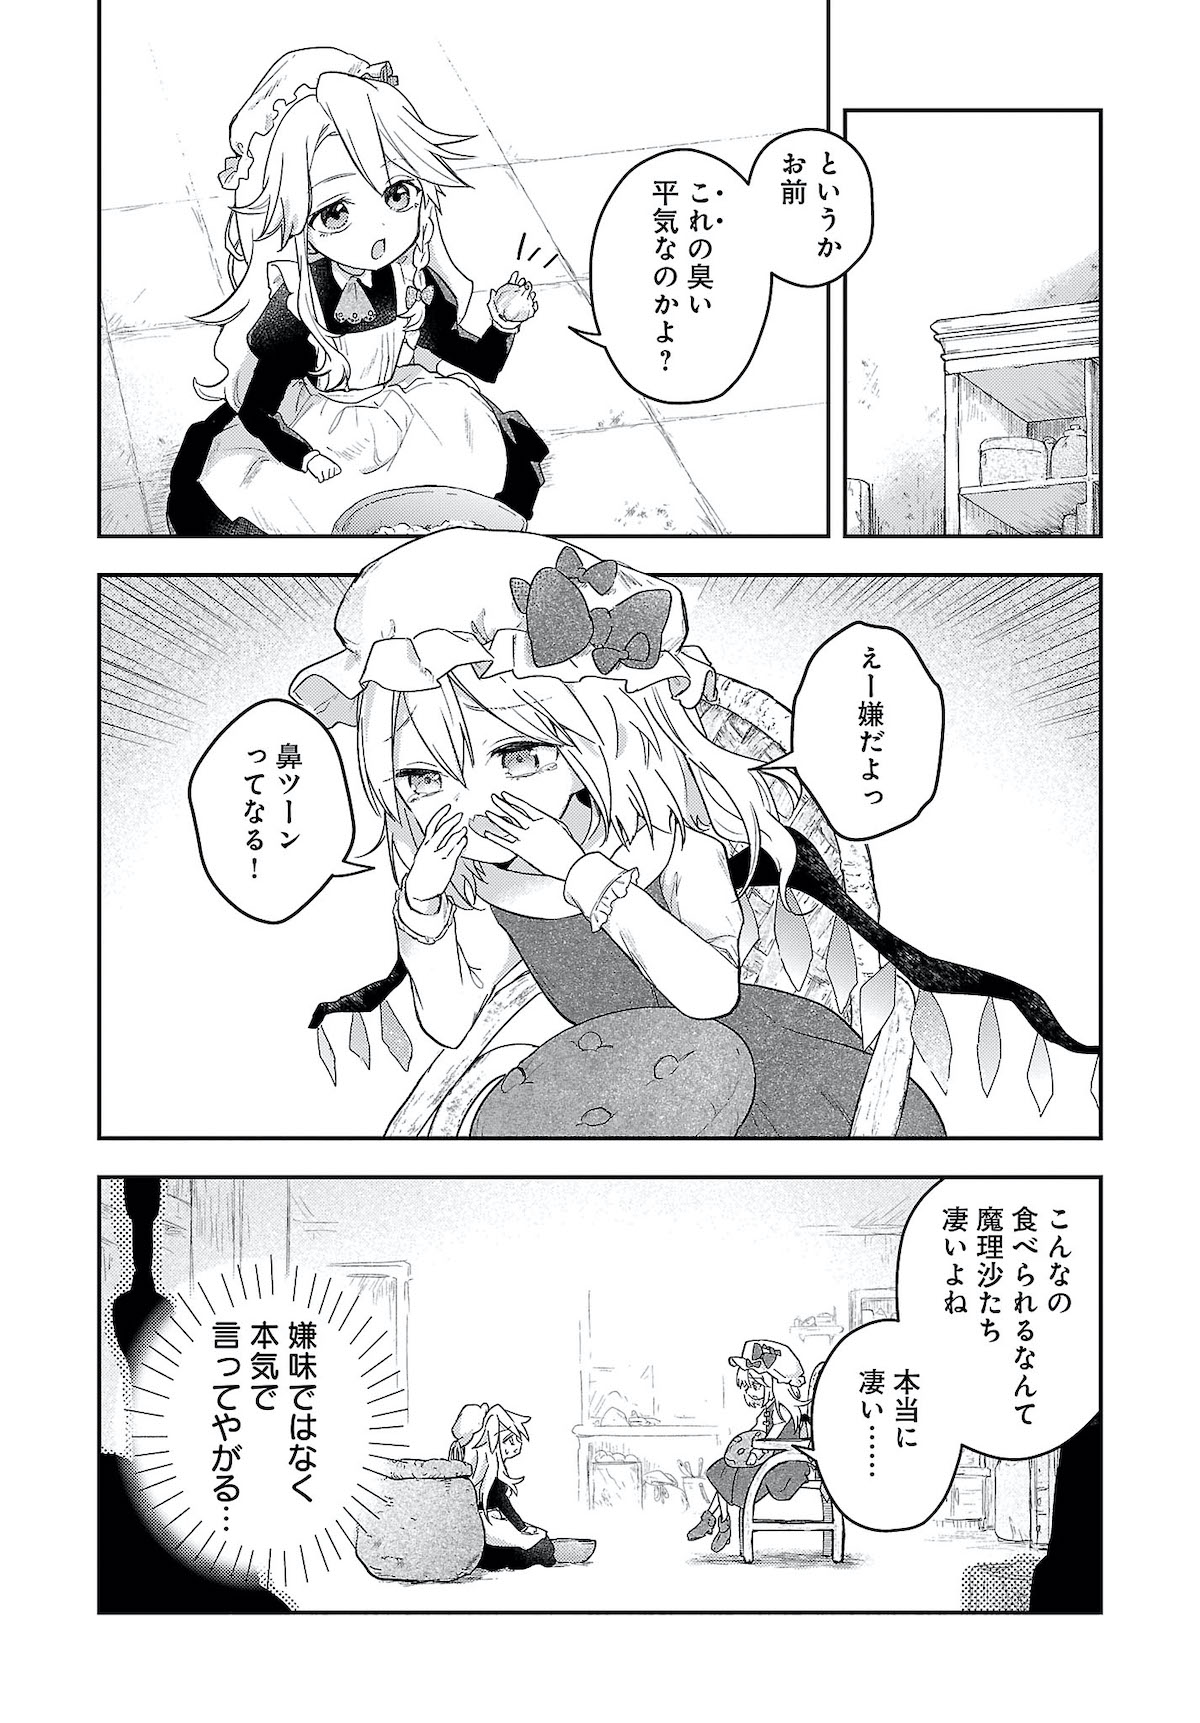 というか
お前
これの臭い
平気なのかよ？
えー嫌だよっ
鼻ツーン
ってなる！
こんなの
食べられるなんて
魔理沙たち
凄いよね
本当に
凄い……
嫌味ではなく
本気で
言ってやがる…